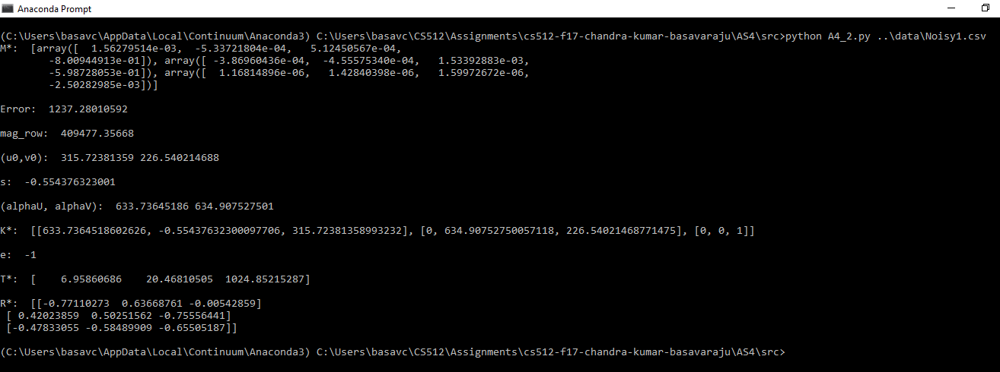 Anaconda Prompt
(C:\Users\basavc\AppData\Local\Continuum\Anaconda3) C:\Users\basavc\CS512\Assignments\cs512-f17-chandra-kumar-basavaraju\AS4\src>python A4_2.py ..\data\Noisy1.csv
M*:  [array([  1.56279514e-03,  -5.33721804e-04,   5.12450567e-04,
        -8.00944913e-01]), array([ -3.86960436e-04,  -4.55575340e-04,   1.53392883e-03,
        -5.98728053e-01]), array([  1.16814896e-06,   1.42840398e-06,   1.59972672e-06,
        -2.50282985e-03])]
Error:  1237.28010592
mag_row:  409477.35668
(u0,v0):  315.72381359 226.540214688
s:  -0.554376323001
(alphaU, alphaV):  633.73645186 634.907527501
K*:  [[633.7364518602626, -0.55437632300097706, 315.72381358993232], [0, 634.90752750057118, 226.54021468771475], [0, 0, 1]]
e:  -1
T*:  [    6.95860686    20.46810505  1024.85215287]
R*:  [[-0.77110273  0.63668761 -0.00542859]
 [ 0.42023859  0.50251562 -0.75556441]
 [-0.47833055 -0.58489909 -0.65505187]]
(C:\Users\basavc\AppData\Local\Continuum\Anaconda3) C:\Users\basavc\CS512\Assignments\cs512-f17-chandra-kumar-basavaraju\AS4\src>